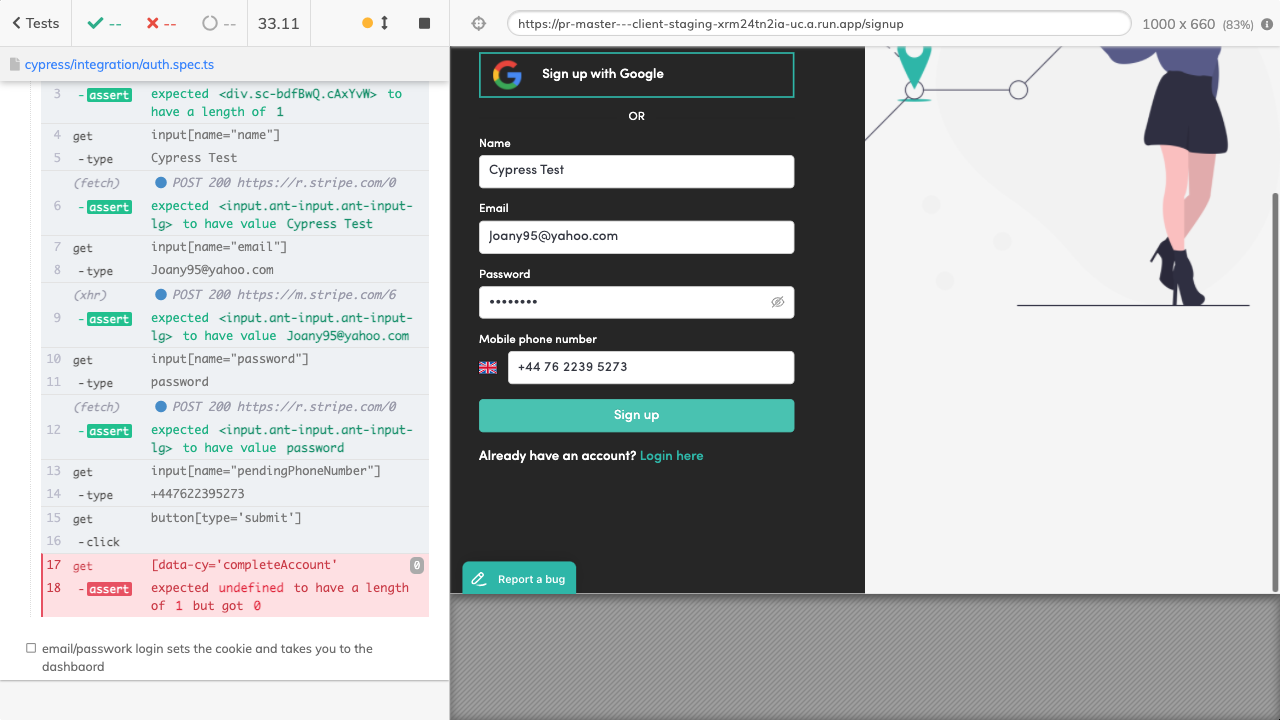 Tests
--
--
--
33.11
https://pr-master---client-staging-xrm24tn2ia-uc.a.run.app/signup
1000 x 660 (83%)
cypress/integration/auth.spec.ts
3 - assert expected <div.sc-bdfBwQ.cAxYvW> to
have a length of 1
4 get input[name="name"]
5 - type Cypress Test
(fetch) POST 200 https://r.stripe.com/0
6 - assert expected <input.ant-input.ant-input-
lg> to have value Cypress Test
7 get input[name="email"]
8 - type Joany95@yahoo.com
(xhr) POST 200 https://m.stripe.com/6
9 - assert expected <input.ant-input.ant-input-
lg> to have value Joany95@yahoo.com
10 get input[name="password"]
11 - type password
(fetch) POST 200 https://r.stripe.com/0
12 - assert expected <input.ant-input.ant-input-
lg> to have value password
13 get input[name="pendingPhoneNumber"]
14 - type +447622395273
15 get button[type='submit']
16 - click
17 get [data-cy='completeAccount' 0
18 - assert expected undefined to have a length
of 1 but got 0
email/passwork login sets the cookie and takes you to the
dashbaord
Sign up with Google
OR
Name
Cypress Test
Email
Joany95@yahoo.com
Password
••••••••
Mobile phone number
+44 76 2239 5273
Sign up
Already have an account? Login here
Report a bug